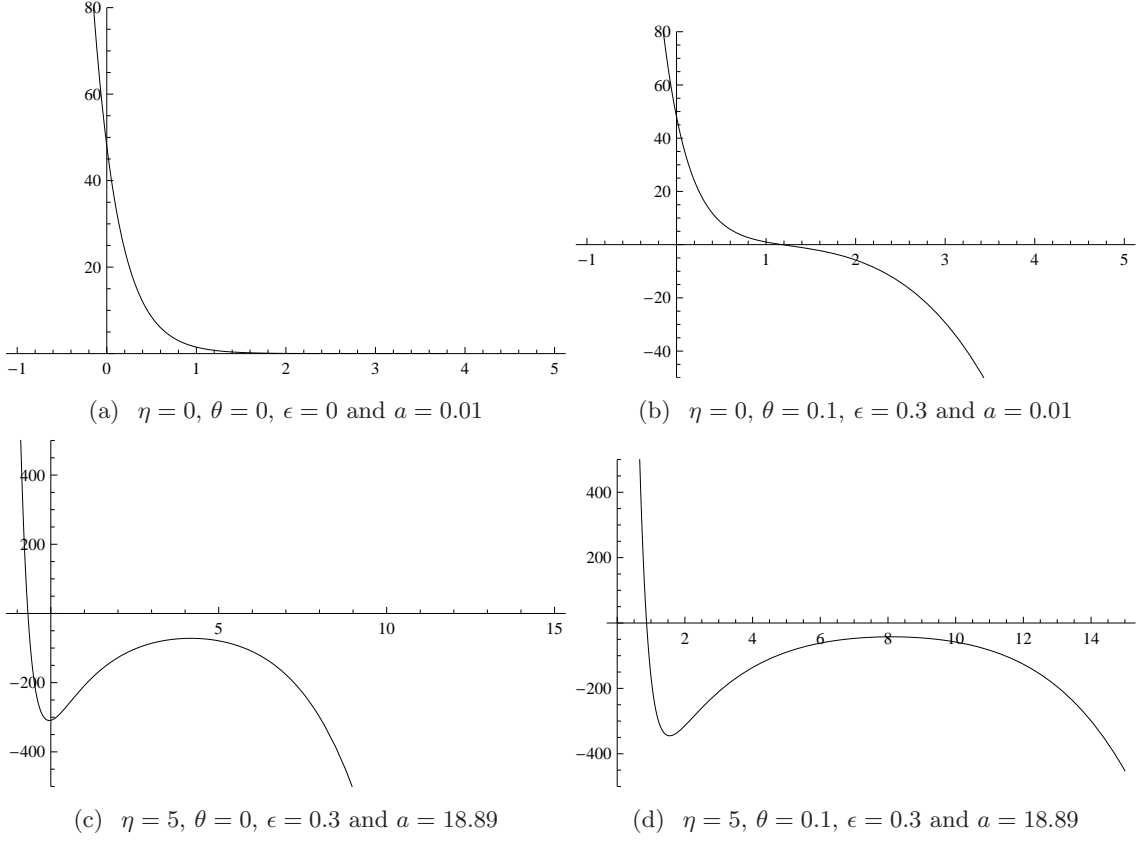 80
60
40
20
−1 0 1 2 3 4 5
(a) η = 0, θ = 0, ϵ = 0 and a = 0.01
80
60
40
20
−1 1 2 3 4 5
−20
−40
(b) η = 0, θ = 0.1, ϵ = 0.3 and a = 0.01
400
200
5 10 15
−200
−400
(c) η = 5, θ = 0, ϵ = 0.3 and a = 18.89
400
200
2 4 6 8 10 12 14
−200
−400
(d) η = 5, θ = 0.1, ϵ = 0.3 and a = 18.89